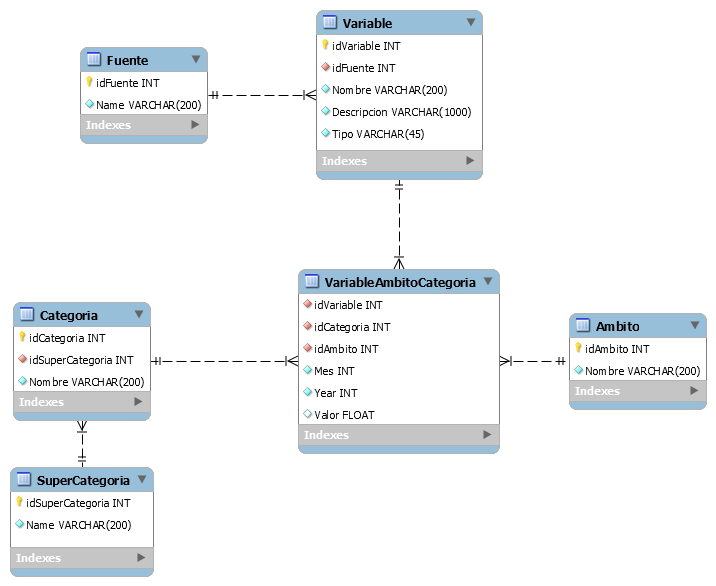 Variable
idVariable INT
idFuente INT
Nombre VARCHAR(200)
Descripcion VARCHAR(1000)
Tipo VARCHAR(45)
Indexes
Fuente
idFuente INT
Name VARCHAR(200)
Indexes
VariableAmbitoCategoria
idVariable INT
idCategoria INT
idAmbito INT
Mes INT
Year INT
Valor FLOAT
Indexes
Categoria
idCategoria INT
idSuperCategoria INT
Nombre VARCHAR(200)
Indexes
Ambito
idAmbito INT
Nombre VARCHAR(200)
Indexes
SuperCategoria
idSuperCategoria INT
Name VARCHAR(200)
Indexes